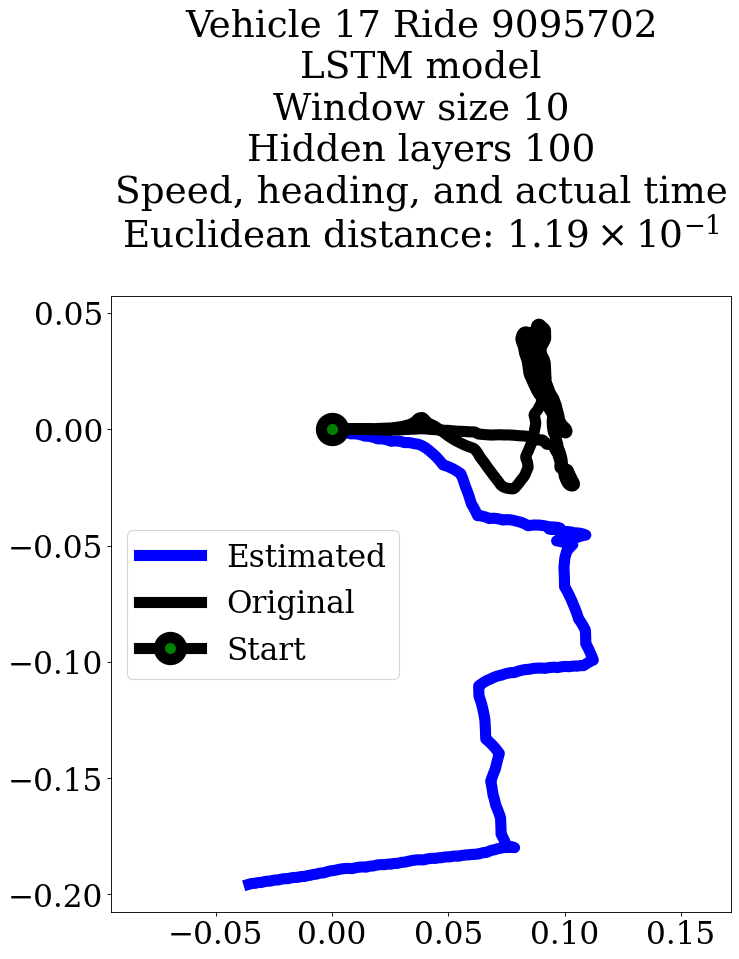 Vehicle 17 Ride 9095702
LSTM model
Window size 10
Hidden layers 100
Speed, heading, and actual time
Euclidean distance: 1.19 × 10⁻¹
0.05
0.00
−0.05
−0.10
−0.15
−0.20
Estimated
Original
Start
−0.05 0.00 0.05 0.10 0.15